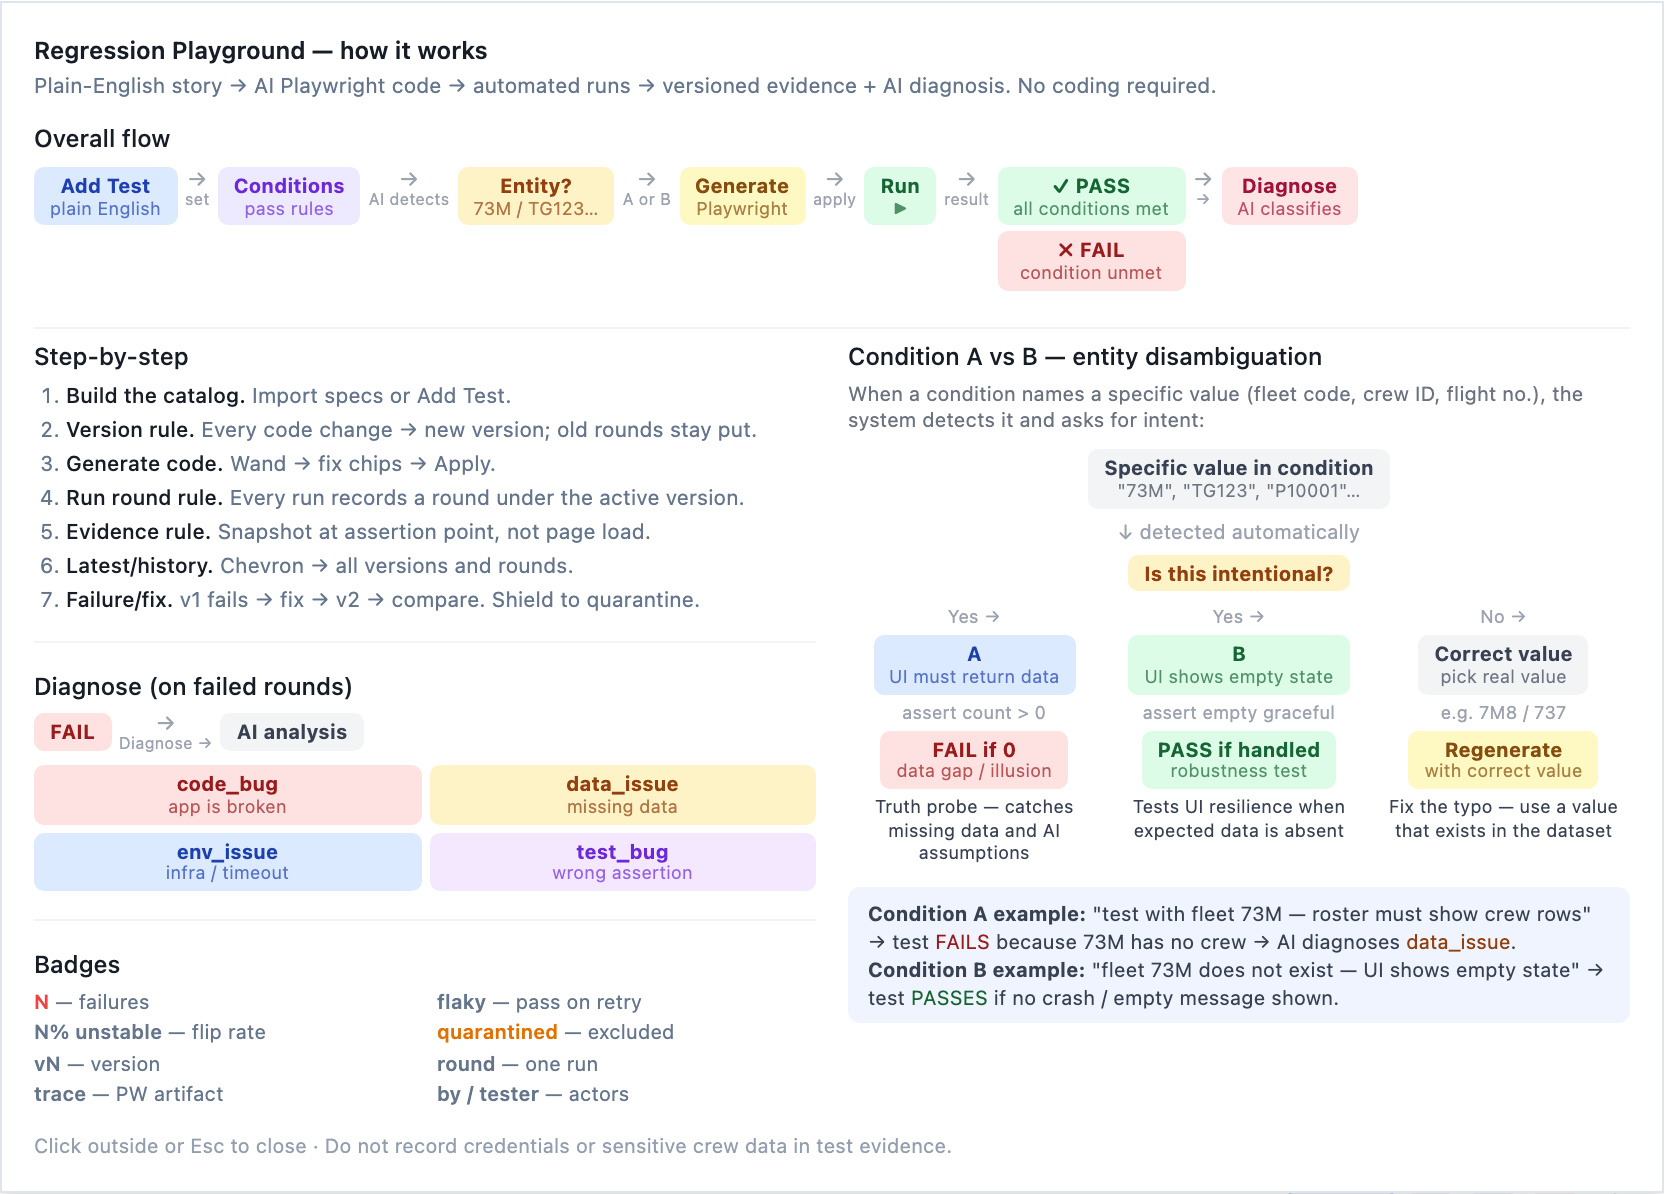 Regression Playground — how it works
Plain-English story → AI Playwright code → automated runs → versioned evidence + AI diagnosis. No coding required.
Overall flow
Add Test
plain English
→
set
Conditions
pass rules
→
AI detects
Entity?
73M / TG123...
→
A or B
Generate
Playwright
→
apply
Run
▶
→
result
✓ PASS
all conditions met
✕ FAIL
condition unmet
→
→
Diagnose
AI classifies
Step-by-step
1. Build the catalog. Import specs or Add Test.
2. Version rule. Every code change → new version; old rounds stay put.
3. Generate code. Wand → fix chips → Apply.
4. Run round rule. Every run records a round under the active version.
5. Evidence rule. Snapshot at assertion point, not page load.
6. Latest/history. Chevron → all versions and rounds.
7. Failure/fix. v1 fails → fix → v2 → compare. Shield to quarantine.
Diagnose (on failed rounds)
FAIL
→
Diagnose →
AI analysis
code_bug
app is broken
data_issue
missing data
env_issue
infra / timeout
test_bug
wrong assertion
Badges
N — failures
flaky — pass on retry
N% unstable — flip rate
quarantined — excluded
vN — version
round — one run
trace — PW artifact
by / tester — actors
Condition A vs B — entity disambiguation
When a condition names a specific value (fleet code, crew ID, flight no.), the
system detects it and asks for intent:
Specific value in condition
"73M", "TG123", "P10001"...
↓ detected automatically
Is this intentional?
Yes →
A
UI must return data
assert count > 0
FAIL if 0
data gap / illusion
Truth probe — catches
missing data and AI
assumptions
Yes →
B
UI shows empty state
assert empty graceful
PASS if handled
robustness test
Tests UI resilience when
expected data is absent
No →
Correct value
pick real value
e.g. 7M8 / 737
Regenerate
with correct value
Fix the typo — use a value
that exists in the dataset
Condition A example: "test with fleet 73M — roster must show crew rows"
→ test FAILS because 73M has no crew → AI diagnoses data_issue.
Condition B example: "fleet 73M does not exist — UI shows empty state" →
test PASSES if no crash / empty message shown.
Click outside or Esc to close · Do not record credentials or sensitive crew data in test evidence.